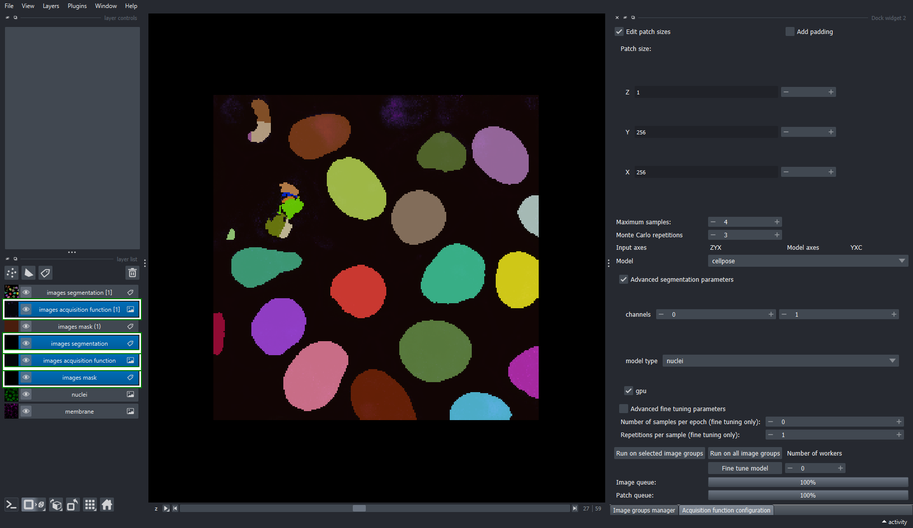 File View Layers Plugins Window Help
layer controls
Dock widget 2
Edit patch sizes
Add padding
Patch size:
Z 1
Y 256
X 256
Maximum samples: 4
Monte Carlo repetitions 3
Input axes ZYX Model axes YXC
Model cellpose
Advanced segmentation parameters
channels 0 1
model type nuclei
gpu
Advanced fine tuning parameters
Number of samples per epoch (fine tuning only): 0
Repetitions per sample (fine tuning only): 1
Run on selected image groups Run on all image groups Number of workers
Fine tune model 0
Image queue: 100%
Patch queue: 100%
Image groups manager Acquisition function configuration
layer list
images segmentation [1]
images acquisition function [1]
images mask (1)
images segmentation
images acquisition function
images mask
nuclei
membrane
z 27 59
activity